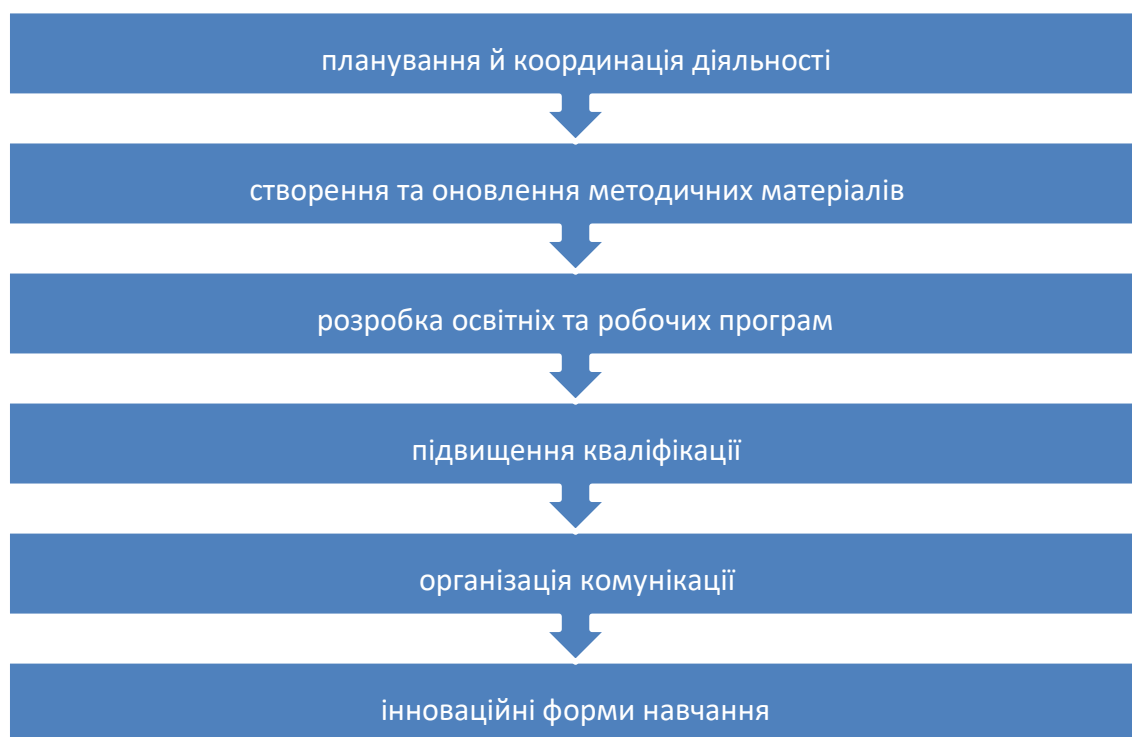 планування й координація діяльності
створення та оновлення методичних матеріалів
розробка освітніх та робочих програм
підвищення кваліфікації
організація комунікації
інноваційні форми навчання